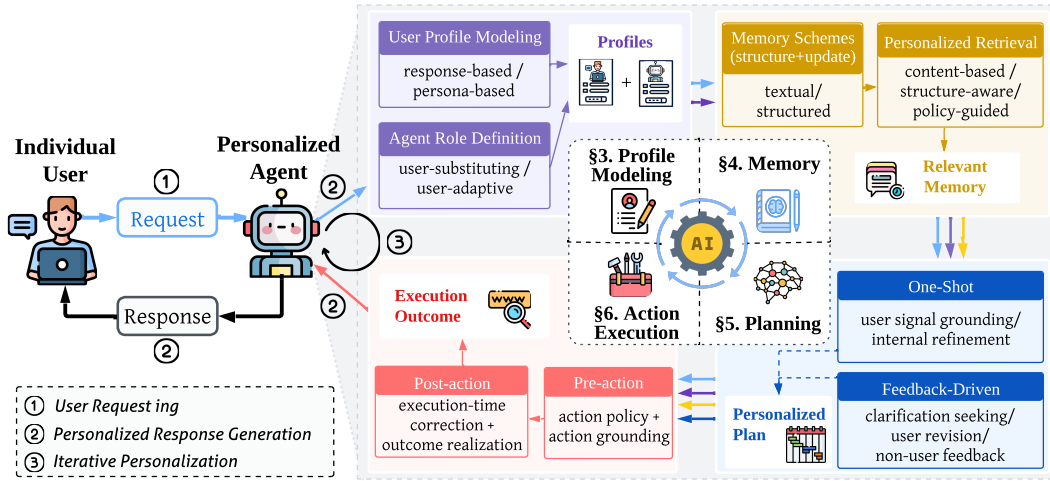 Individual
User
①
Request
Personalized
Agent
②
③
②
Response
②
① User Request ing
② Personalized Response Generation
③ Iterative Personalization
User Profile Modeling
response-based /
persona-based
Agent Role Definition
user-substituting /
user-adaptive
Profiles
+
Memory Schemes
(structure+update)
textual/
structured
Personalized Retrieval
content-based /
structure-aware/
policy-guided
Relevant
Memory
§3. Profile
Modeling
§4. Memory
AI
§6. Action
Execution
§5. Planning
One-Shot
user signal grounding/
internal refinement
Feedback-Driven
clarification seeking/
user revision/
non-user feedback
Personalized
Plan
Pre-action
action policy +
action grounding
Post-action
execution-time
correction +
outcome realization
Execution
Outcome
www